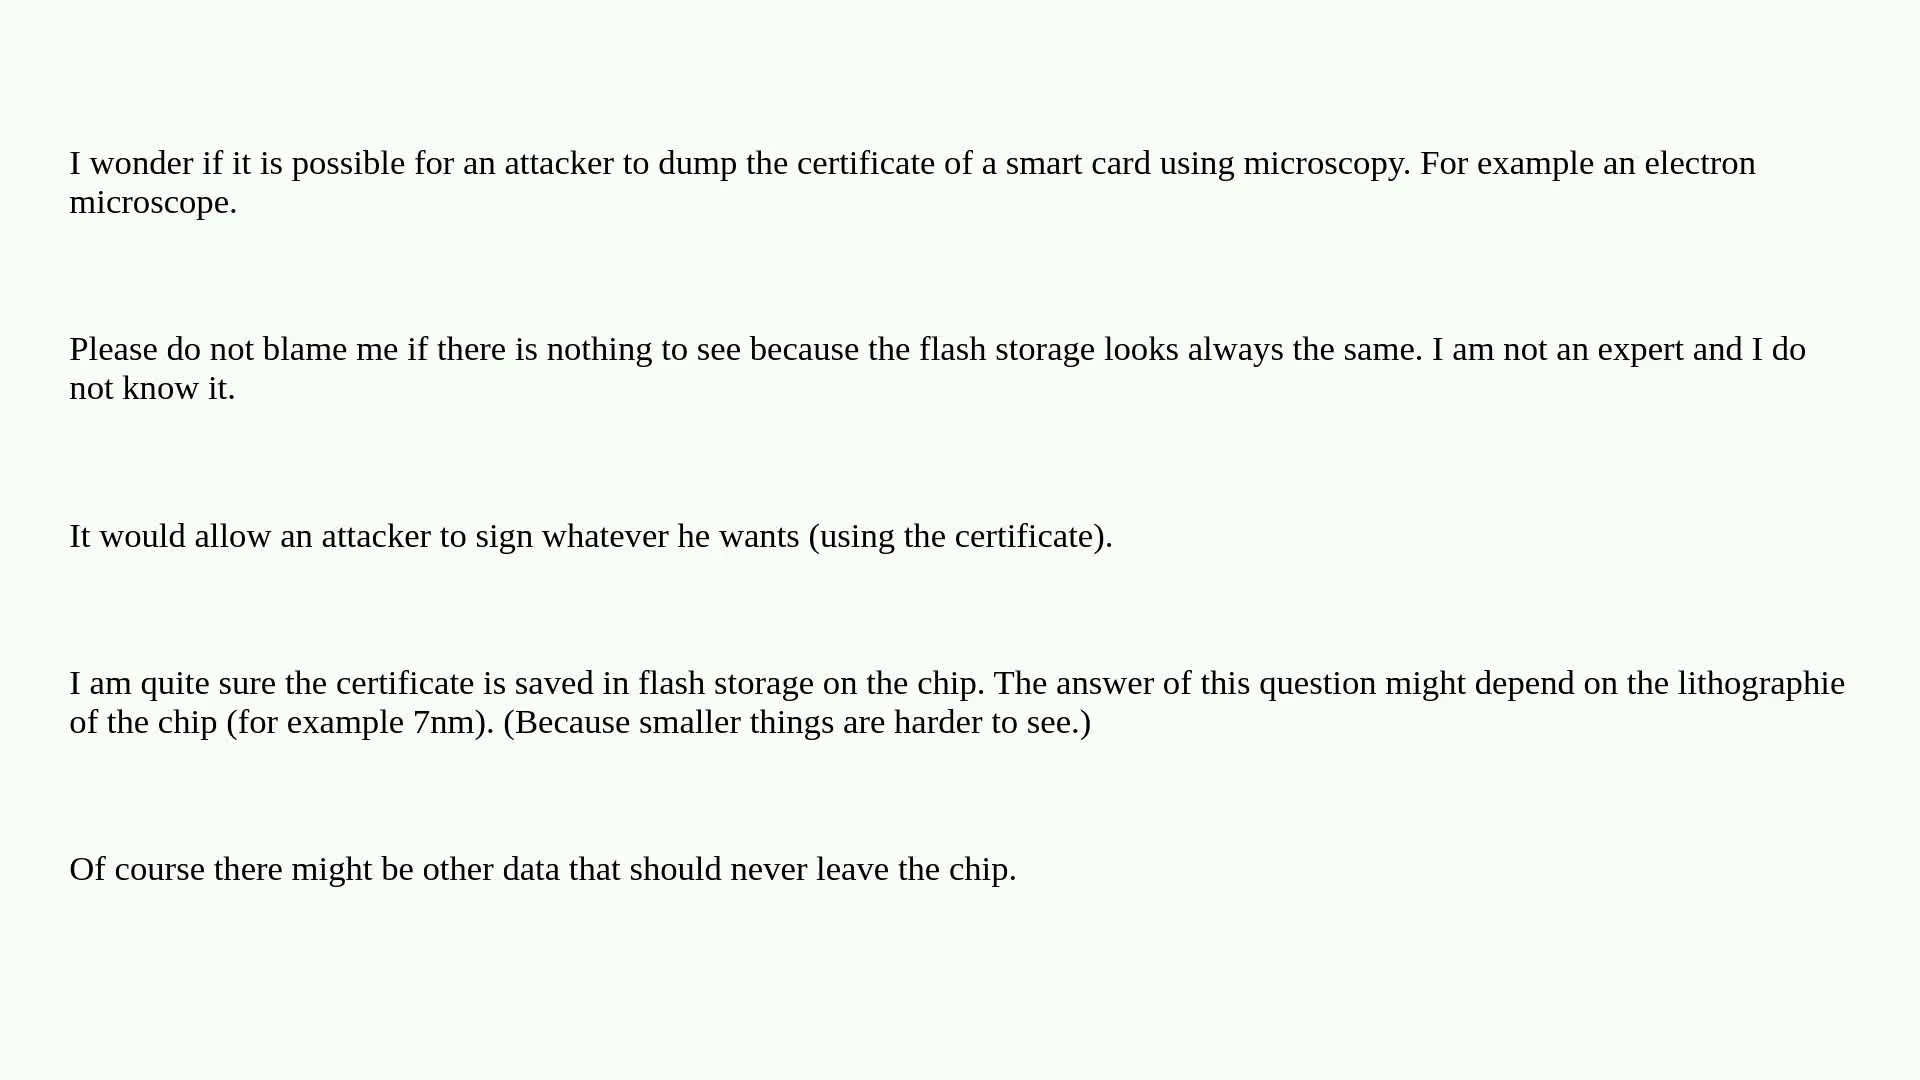 I wonder if it is possible for an attacker to dump the certificate of a smart card using microscopy. For example an electron
microscope.
Please do not blame me if there is nothing to see because the flash storage looks always the same. I am not an expert and I do
not know it.
It would allow an attacker to sign whatever he wants (using the certificate).
I am quite sure the certificate is saved in flash storage on the chip. The answer of this question might depend on the lithographie
of the chip (for example 7nm). (Because smaller things are harder to see.)
Of course there might be other data that should never leave the chip.